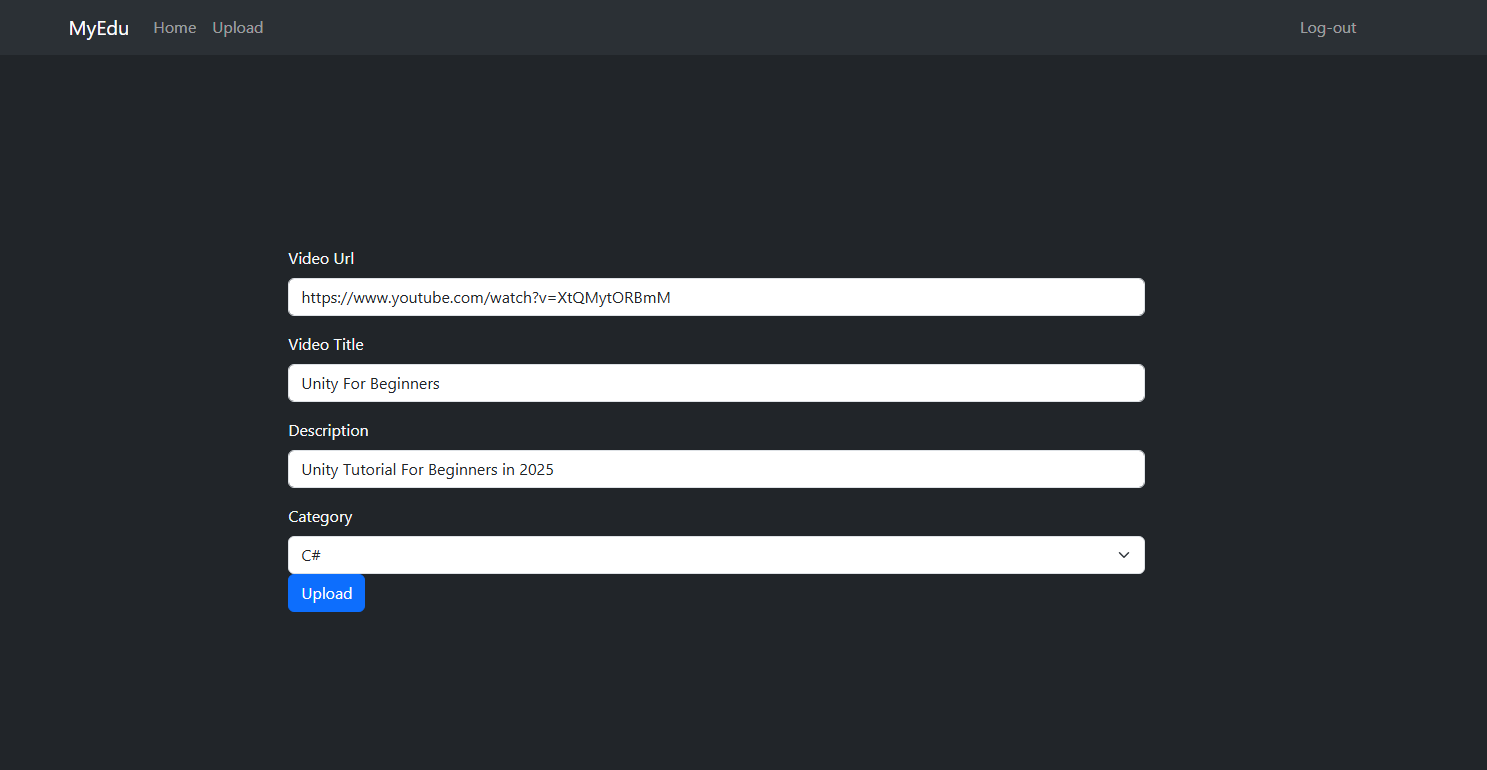 MyEdu Home Upload Log-out
Video Url
https://www.youtube.com/watch?v=XtQMytORBmM
Video Title
Unity For Beginners
Description
Unity Tutorial For Beginners in 2025
Category
C#
Upload